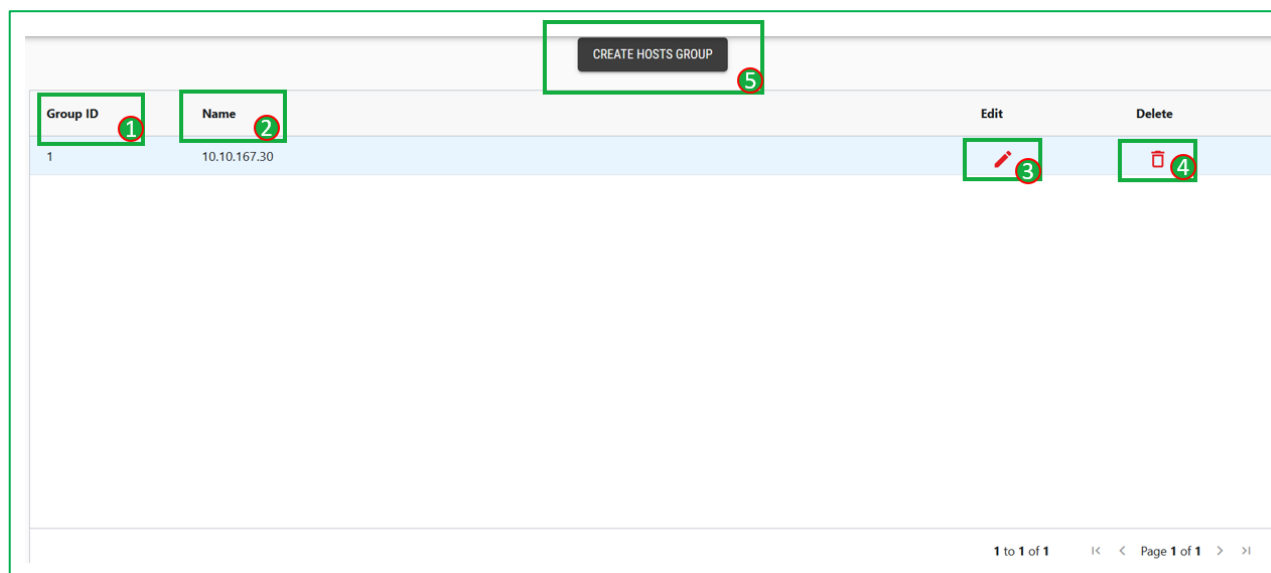 CREATE HOSTS GROUP
5
Group ID 1 Name 2 Edit Delete
1 10.10.167.30 3 4
1 to 1 of 1 Page 1 of 1